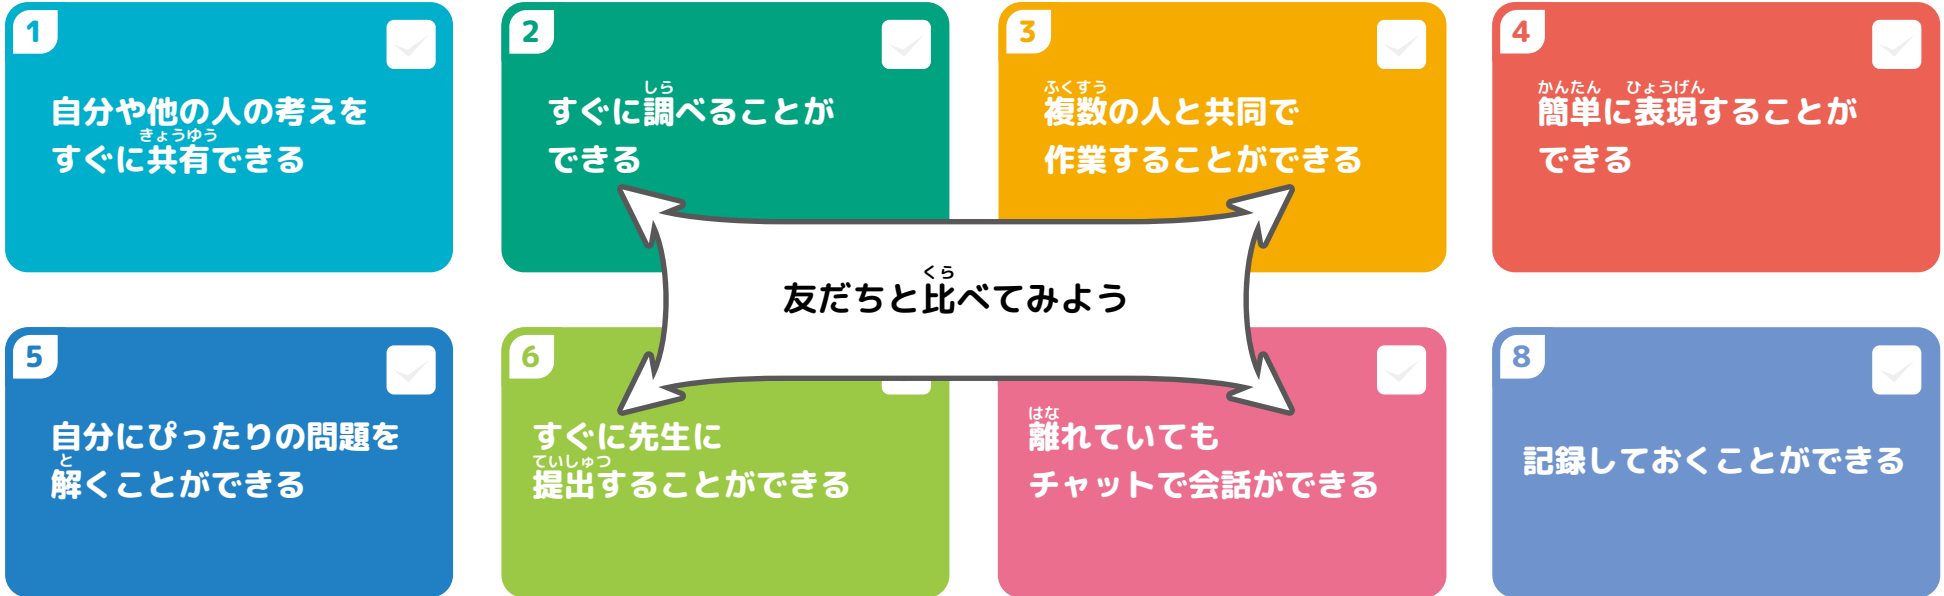 1
自分や他の人の考えを
きょうゆう
すぐに共有できる
2
しら
すぐに調べることが
できる
3
ふくすう
複数の人と共同で
作業することができる
4
かんたん ひょうげん
簡単に表現することが
できる
くら
友だちと比べてみよう
5
自分にぴったりの問題を
と
解くことができる
6
すぐに先生に
ていしゅつ
提出することができる
はな
離れていても
チャットで会話ができる
8
記録しておくことができる